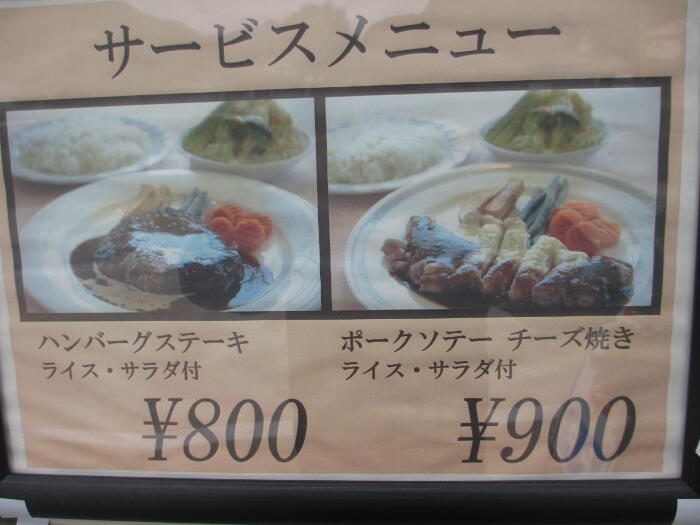 サービスメニュー
ハンバーグステーキ
ライス・サラダ付
¥800
ポークソテー チーズ焼き
ライス・サラダ付
¥900